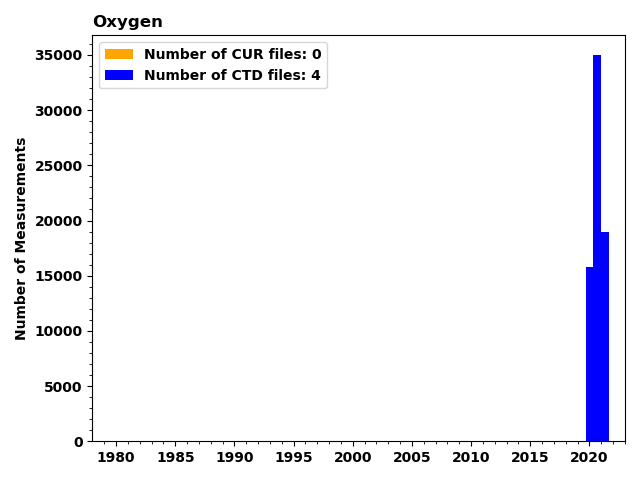 Oxygen
Number of CUR files: 0
Number of CTD files: 4
Number of Measurements
35000
30000
25000
20000
15000
10000
5000
0
1980 1985 1990 1995 2000 2005 2010 2015 2020